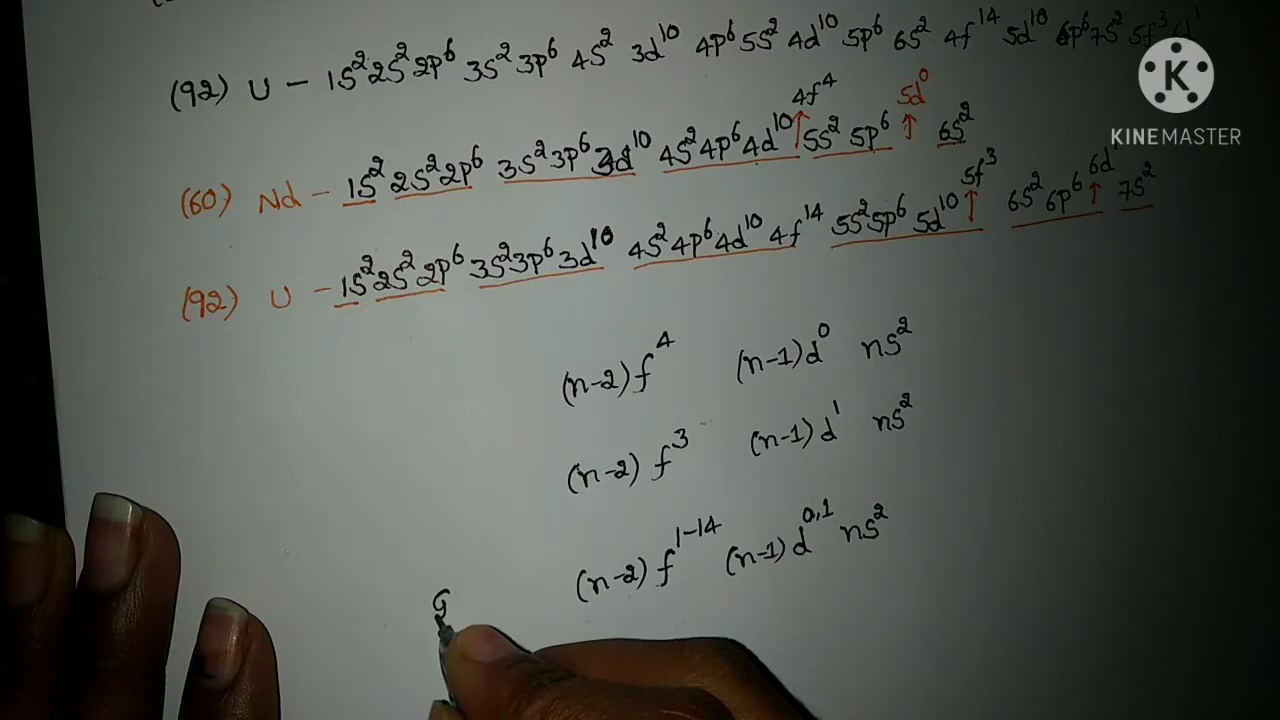 (92) U - 1s² 2s² 2p⁶ 3s² 3p⁶ 4s² 3d¹⁰ 4p⁶ 5s² 4d¹⁰ 5p⁶ 6s² 4f¹⁴ 5d¹⁰ 6p⁶ 7s² 5f³ 6d¹
4f⁴ 5d⁰
(60) Nd - 1s² 2s² 2p⁶ 3s² 3p⁶ 3d¹⁰ 4s² 4p⁶ 4d¹⁰ ↑ 5s² 5p⁶ ↑ 6s²
5f³ 6d¹
(92) U - 1s² 2s² 2p⁶ 3s² 3p⁶ 3d¹⁰ 4s² 4p⁶ 4d¹⁰ 4f¹⁴ 5s² 5p⁶ 5d¹⁰ ↑ 6s² 6p⁶ ↑ 7s²
(n-2) f⁴ (n-1) d⁰ ns²
(n-2) f³ (n-1) d¹ ns²
(n-2) f¹⁻¹⁴ (n-1) d⁰,¹ ns²
G
K
KINEMASTER